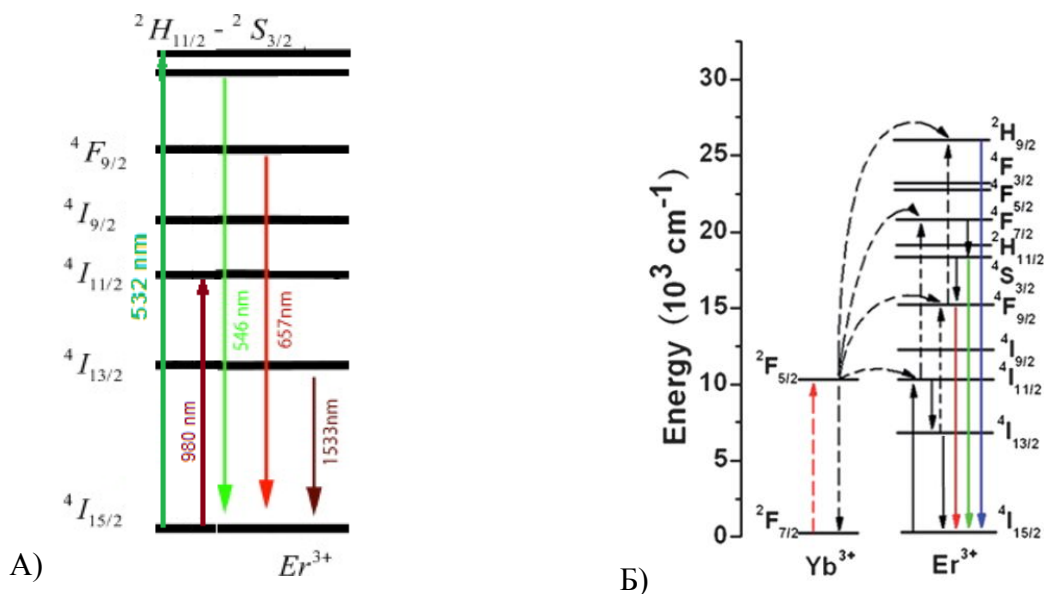 ²H₁₁/₂ - ²S₃/₂
⁴F₉/₂
⁴I₉/₂
⁴I₁₁/₂
⁴I₁₃/₂
⁴I₁₅/₂
532 nm
980 nm
546 nm
657nm
1533nm
Er³⁺
А)
Energy (10³ cm⁻¹)
30
25
20
15
10
5
0
²F₅/₂
²F₇/₂
Yb³⁺
²H₉/₂
⁴F₃/₂
⁴F₅/₂
⁴F₇/₂
²H₁₁/₂
⁴S₃/₂
⁴F₉/₂
⁴I₉/₂
⁴I₁₁/₂
⁴I₁₃/₂
⁴I₁₅/₂
Er³⁺
Б)